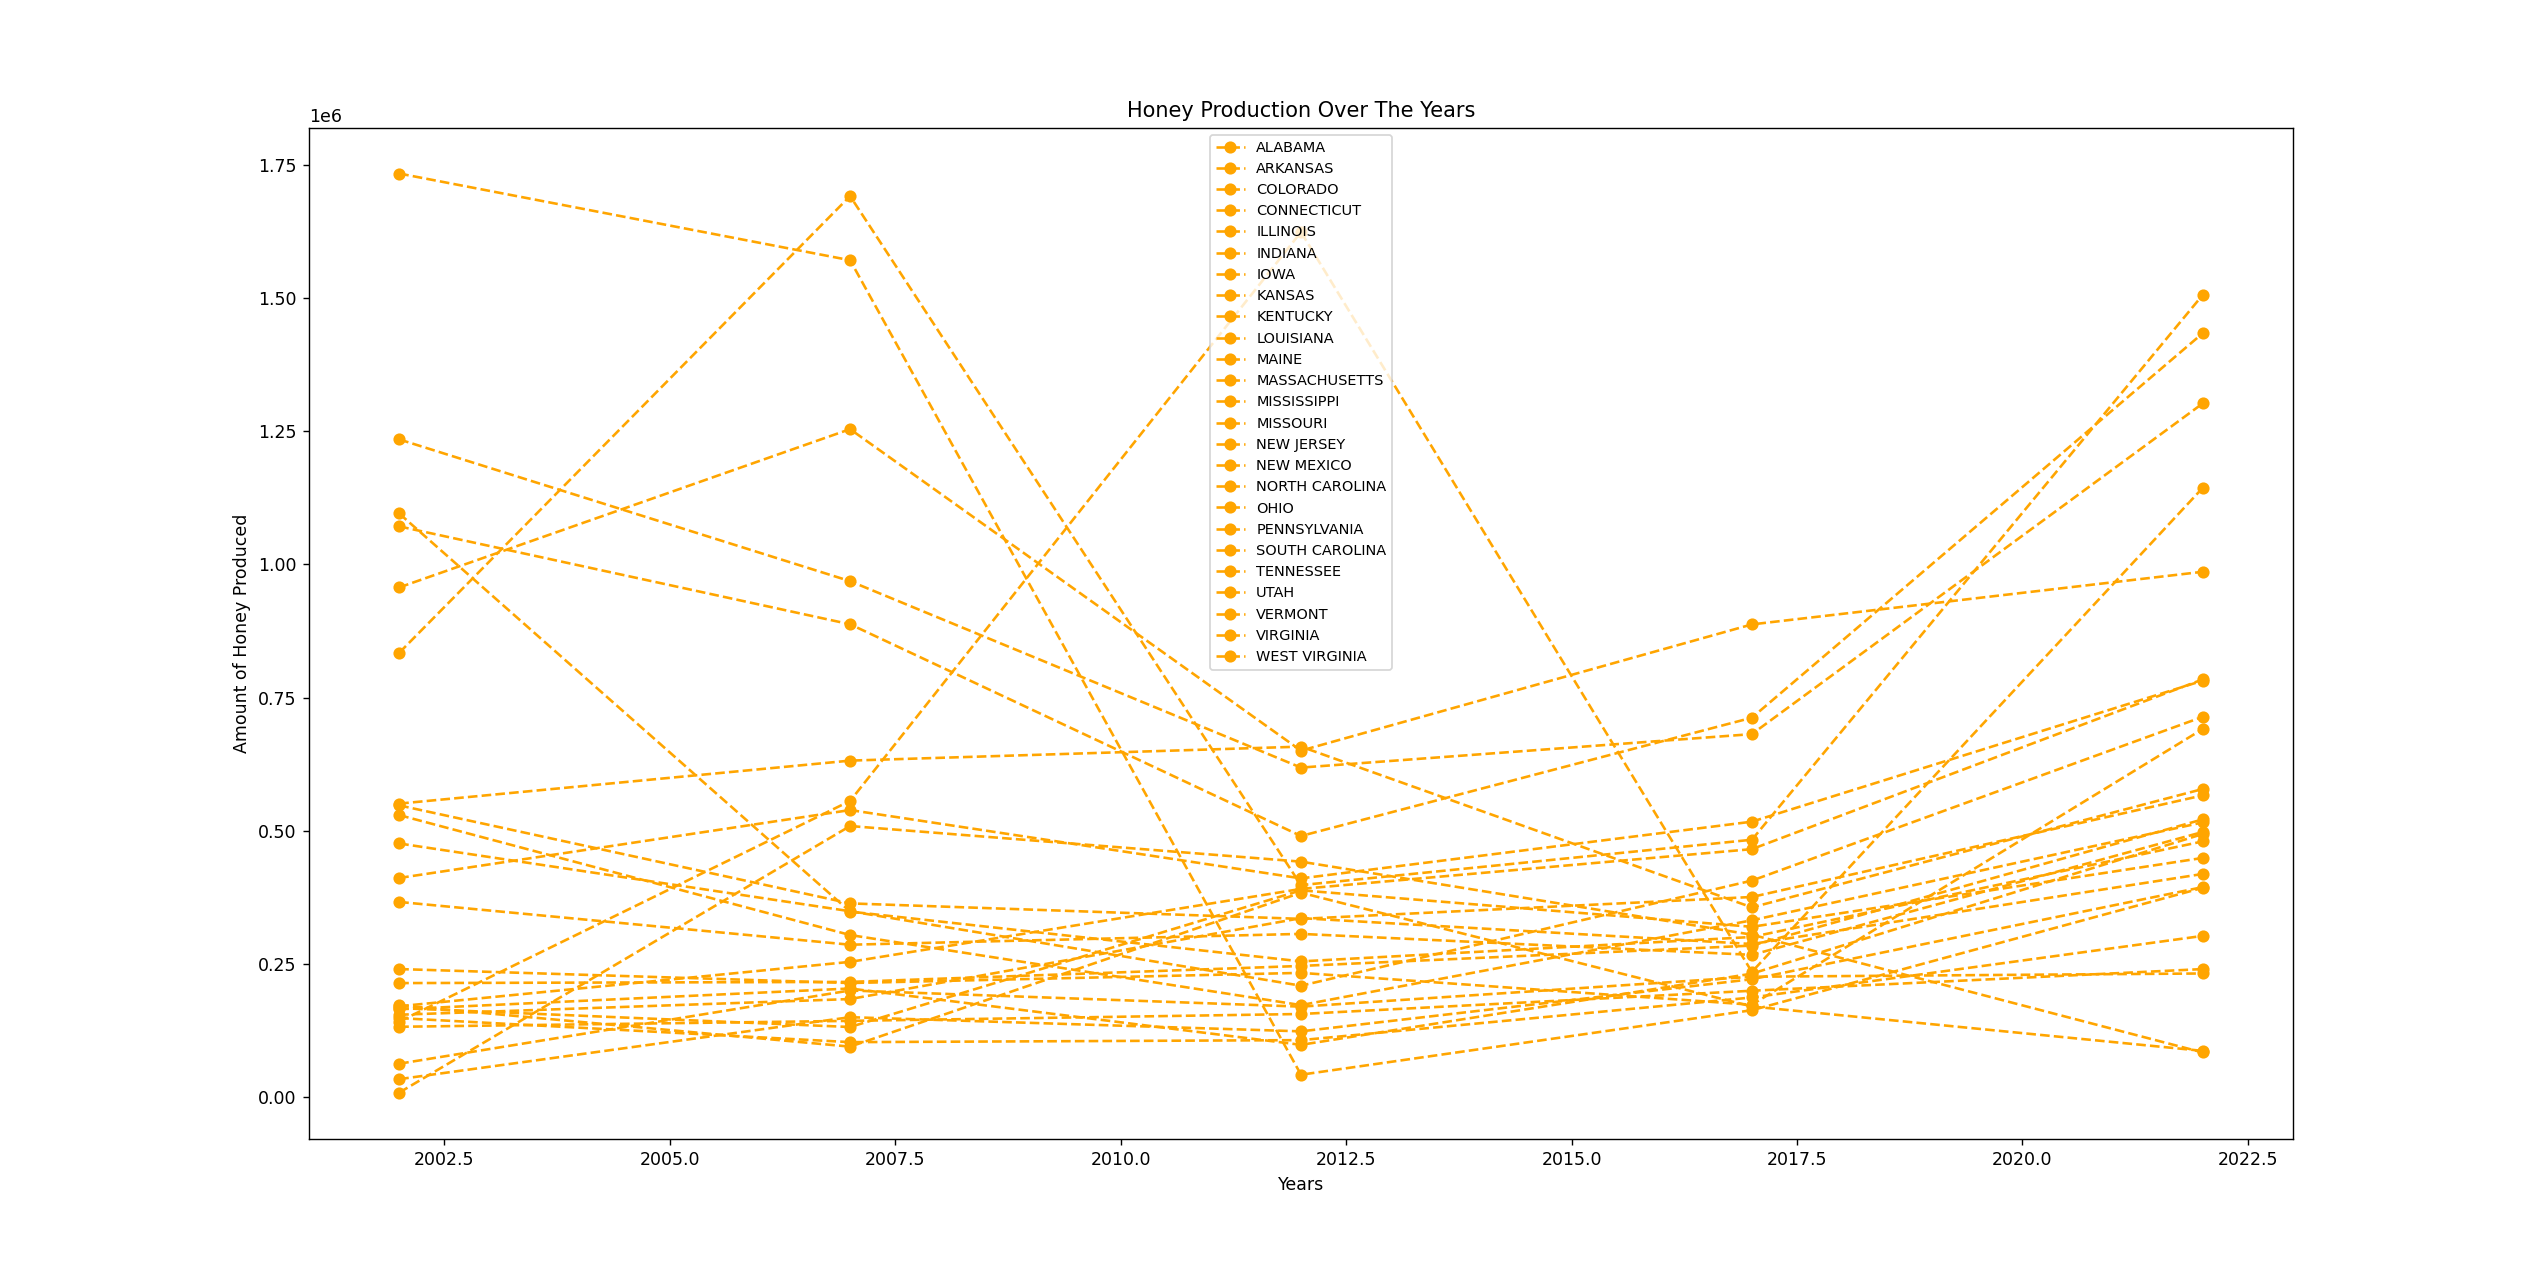 Honey Production Over The Years
1e6
1.75
1.50
1.25
1.00
0.75
0.50
0.25
0.00
Amount of Honey Produced
ALABAMA
ARKANSAS
COLORADO
CONNECTICUT
ILLINOIS
INDIANA
IOWA
KANSAS
KENTUCKY
LOUISIANA
MAINE
MASSACHUSETTS
MISSISSIPPI
MISSOURI
NEW JERSEY
NEW MEXICO
NORTH CAROLINA
OHIO
PENNSYLVANIA
SOUTH CAROLINA
TENNESSEE
UTAH
VERMONT
VIRGINIA
WEST VIRGINIA
2002.5 2005.0 2007.5 2010.0 2012.5 2015.0 2017.5 2020.0 2022.5
Years